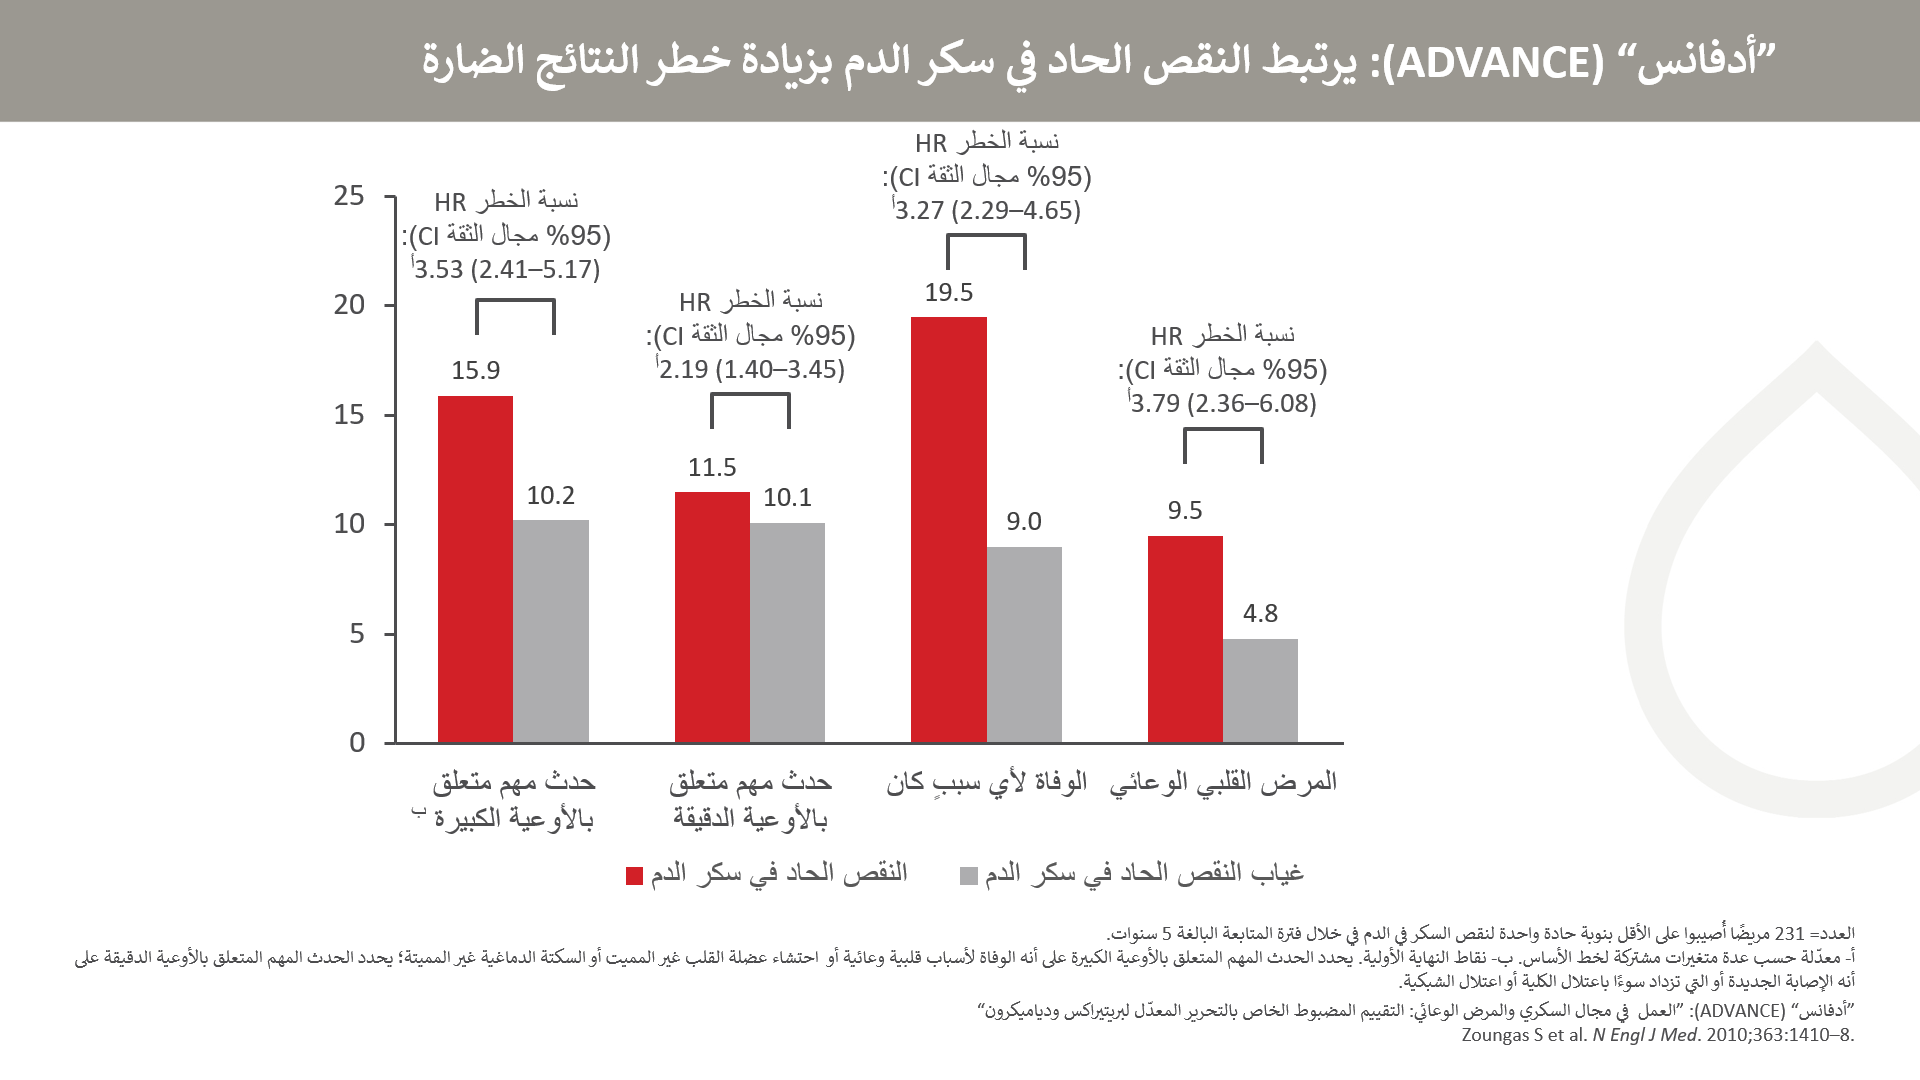 ”أدفانس“ (ADVANCE): يرتبط النقص الحاد في سكر الدم بزيادة خطر النتائج الضارة
نسبة الخطر HR
(95% مجال الثقة CI):
3.53 (2.41–5.17)أ
نسبة الخطر HR
(95% مجال الثقة CI):
2.19 (1.40–3.45)أ
نسبة الخطر HR
(95% مجال الثقة CI):
3.27 (2.29–4.65)أ
نسبة الخطر HR
(95% مجال الثقة CI):
3.79 (2.36–6.08)أ
25
20
15
10
5
0
15.9
10.2
11.5
10.1
19.5
9.0
9.5
4.8
حدث مهم متعلق
بالأوعية الكبيرة ب
حدث مهم متعلق
بالأوعية الدقيقة
الوفاة لأي سببٍ كان
المرض القلبي الوعائي
النقص الحاد في سكر الدم
غياب النقص الحاد في سكر الدم
العدد= 231 مريضًا أُصيبوا على الأقل بنوبة حادة واحدة لنقص السكر في الدم في خلال فترة المتابعة البالغة 5 سنوات.
أ- معدّلة حسب عدة متغيرات مشتركة لخط الأساس. ب- نقاط النهاية الأولية. يحدد الحدث المهم المتعلق بالأوعية الكبيرة على أنه الوفاة لأسباب قلبية وعائية أو احتشاء عضلة القلب غير المميت أو السكتة الدماغية غير المميتة؛ يحدد الحدث المهم المتعلق بالأوعية الدقيقة على
أنه الإصابة الجديدة أو التي تزداد سوءًا باعتلال الكلية أو اعتلال الشبكية.
”أدفانس“ (ADVANCE): ”العمل في مجال السكري والمرض الوعائي: التقييم المضبوط الخاص بالتحرير المعدّل لبريتيراكس ودياميكرون“
Zoungas S et al. N Engl J Med. 2010;363:1410–8.